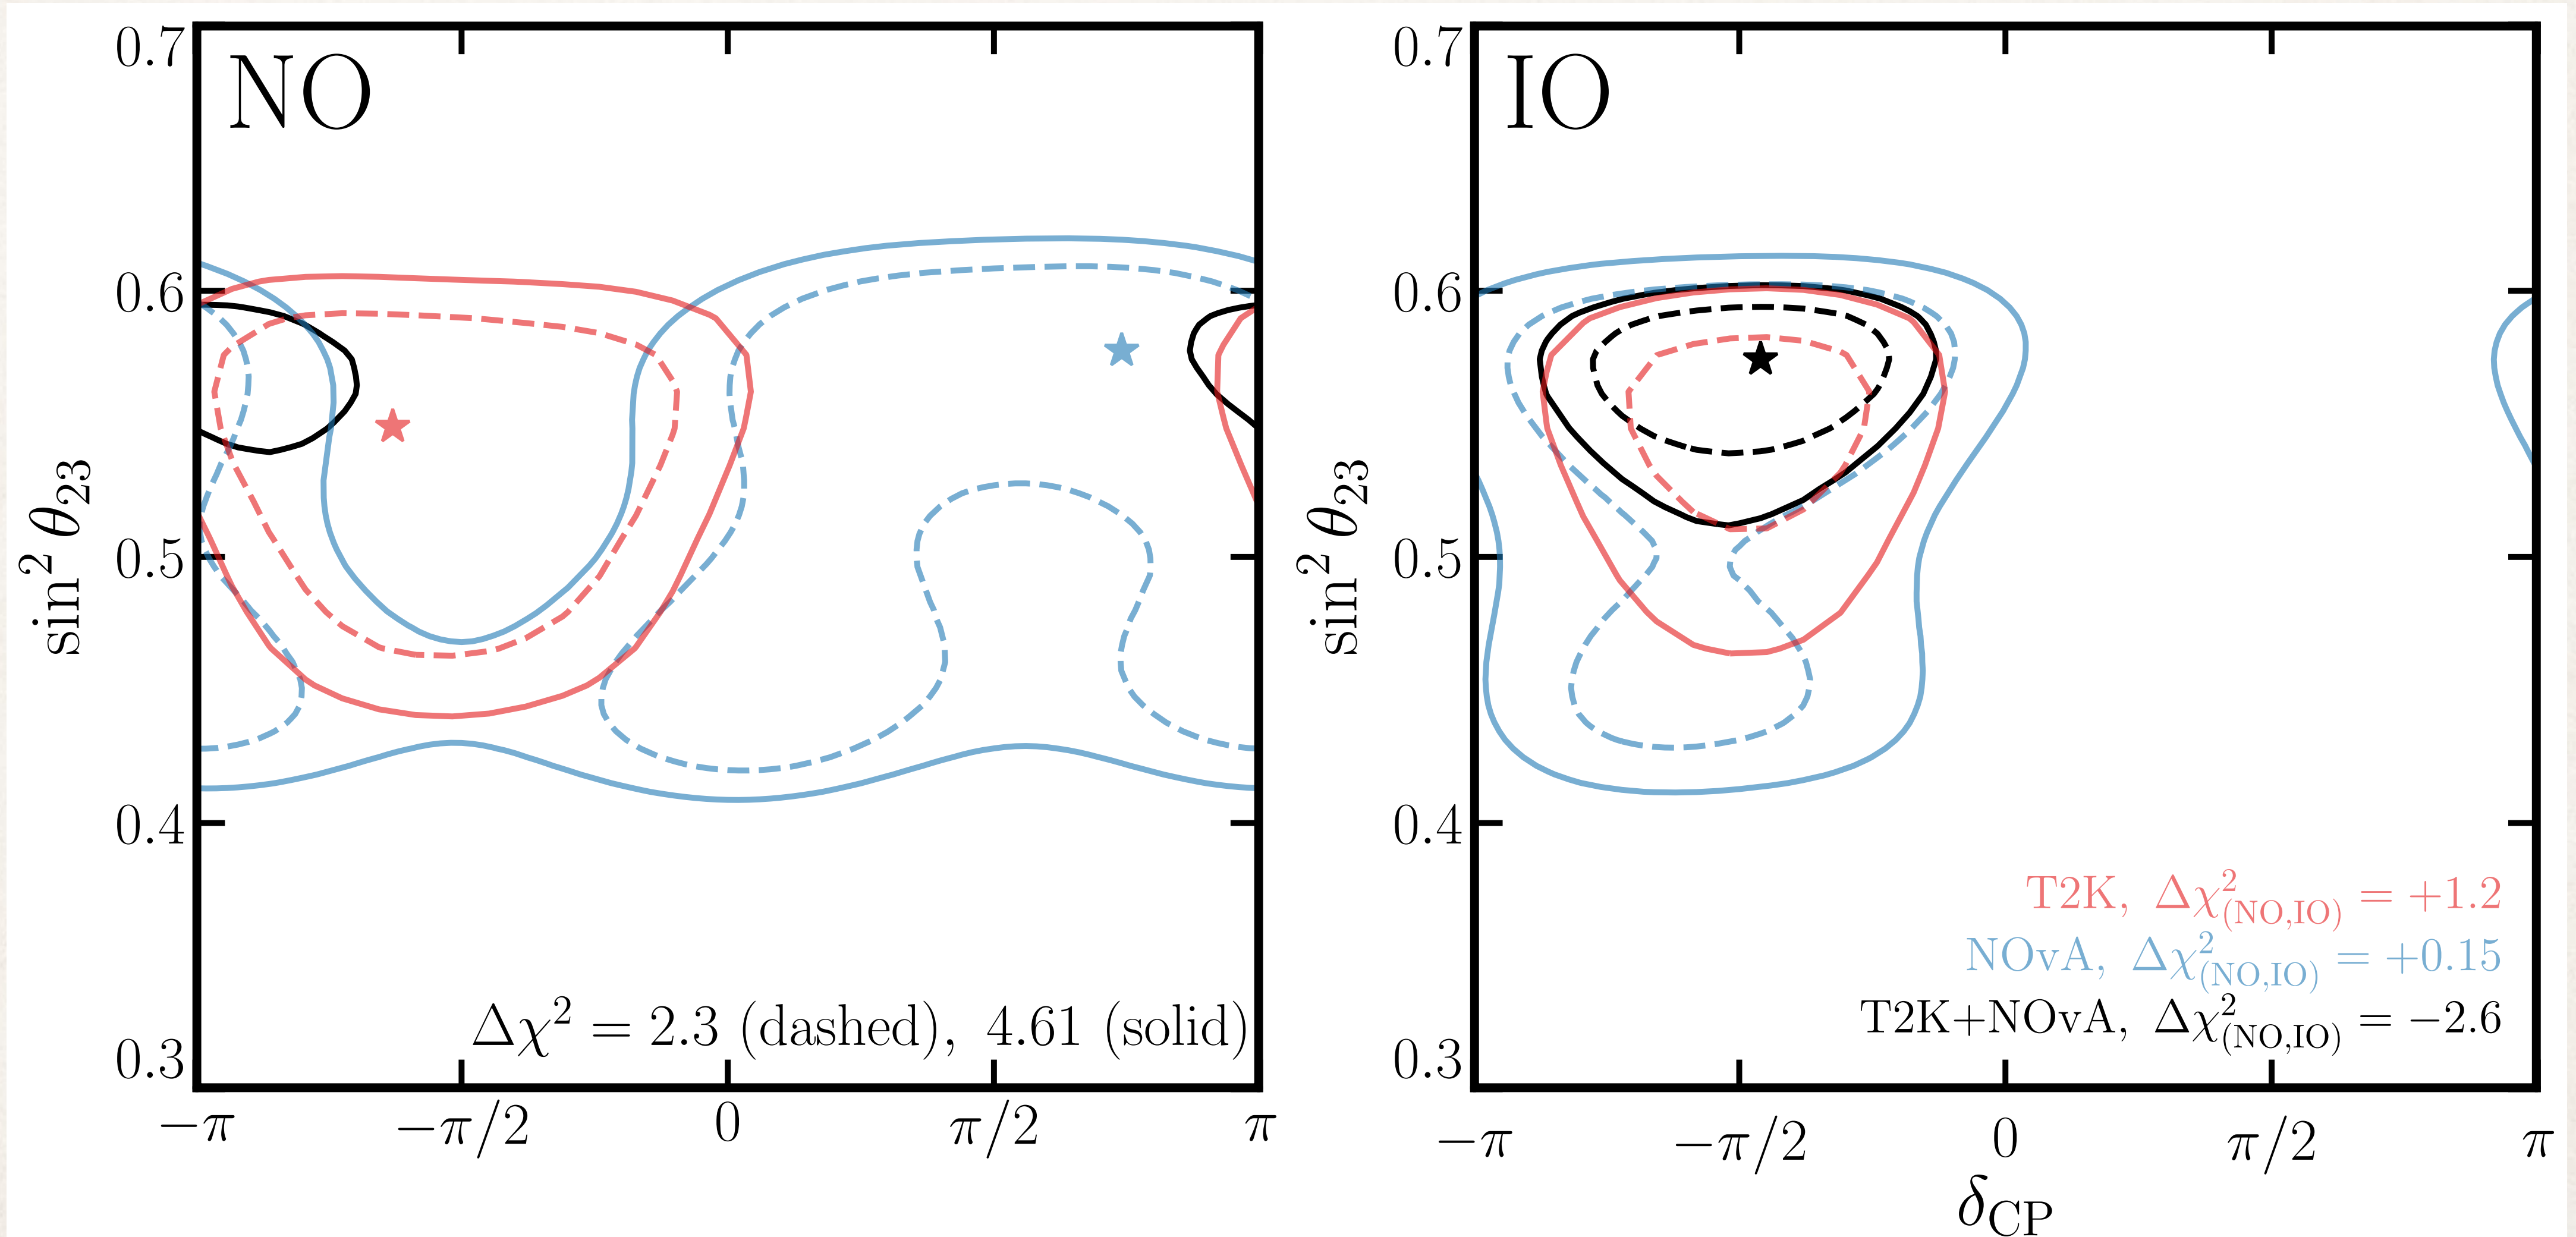 NO
0.7
0.6
0.5
0.4
0.3
sin² θ₂₃
−π
−π/2
0
π/2
π
Δχ² = 2.3 (dashed), 4.61 (solid)
IO
0.7
0.6
0.5
0.4
0.3
sin² θ₂₃
T2K, Δχ²(NO,IO) = +1.2
NOvA, Δχ²(NO,IO) = +0.15
T2K+NOvA, Δχ²(NO,IO) = −2.6
−π
−π/2
0
π/2
π
δCP